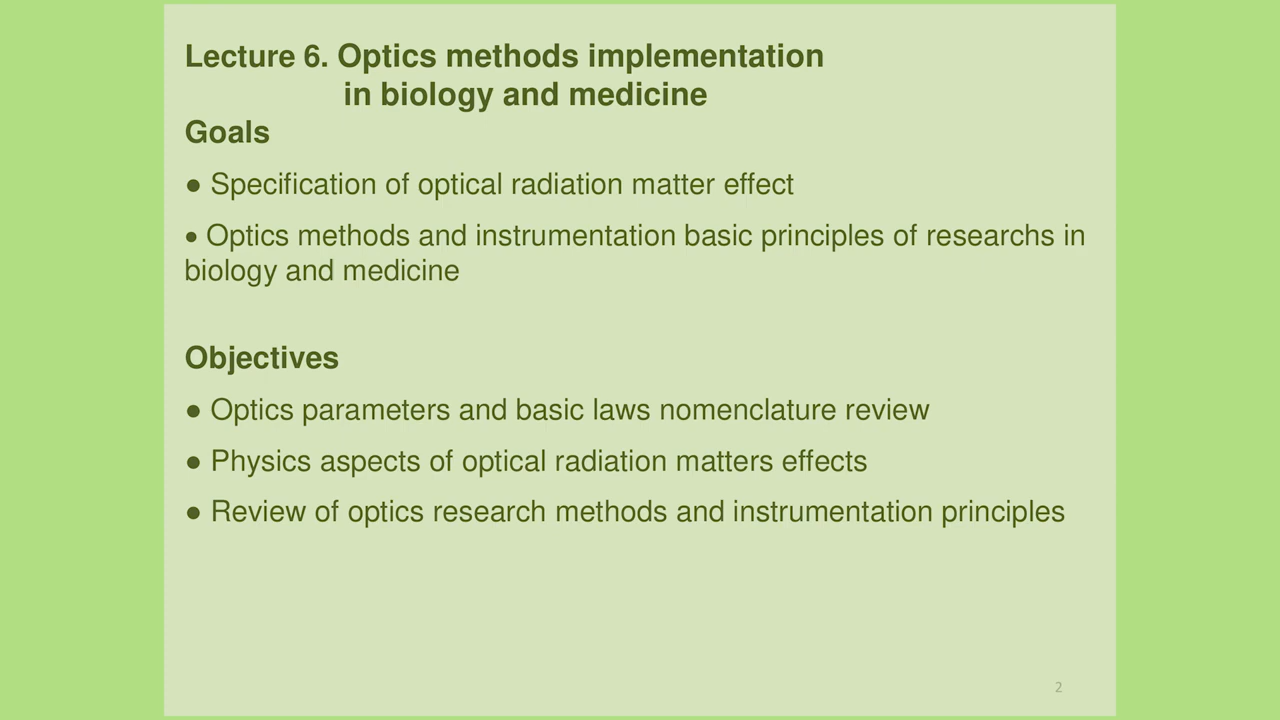 Lecture 6. Optics methods implementation
in biology and medicine
Goals
● Specification of optical radiation matter effect
• Optics methods and instrumentation basic principles of researchs in
biology and medicine
Objectives
● Optics parameters and basic laws nomenclature review
● Physics aspects of optical radiation matters effects
● Review of optics research methods and instrumentation principles
2